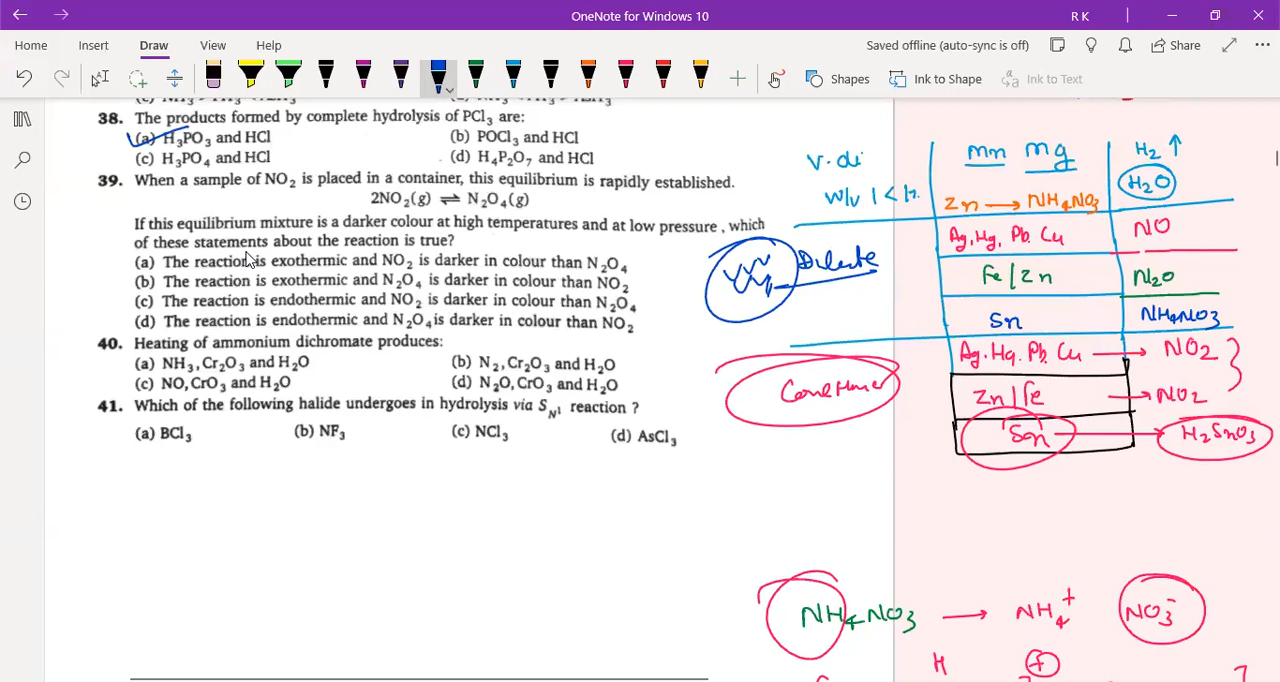 OneNote for Windows 10
R K
Home Insert Draw View Help
Saved offline (auto-sync is off)
Share
Shapes
Ink to Shape
Ink to Text
38. The products formed by complete hydrolysis of PCl₃ are:
(a) H₃PO₃ and HCl (b) POCl₃ and HCl
(c) H₃PO₄ and HCl (d) H₄P₂O₇ and HCl
39. When a sample of NO₂ is placed in a container, this equilibrium is rapidly established.
2NO₂(g) ⇌ N₂O₄(g)
If this equilibrium mixture is a darker colour at high temperatures and at low pressure, which
of these statements about the reaction is true?
(a) The reaction is exothermic and NO₂ is darker in colour than N₂O₄
(b) The reaction is exothermic and N₂O₄ is darker in colour than NO₂
(c) The reaction is endothermic and NO₂ is darker in colour than N₂O₄
(d) The reaction is endothermic and N₂O₄ is darker in colour than NO₂
40. Heating of ammonium dichromate produces:
(a) NH₃, Cr₂O₃ and H₂O (b) N₂, Cr₂O₃ and H₂O
(c) NO, CrO₃ and H₂O (d) N₂O, CrO₃ and H₂O
41. Which of the following halide undergoes in hydrolysis via S_N¹ reaction ?
(a) BCl₃ (b) NF₃ (c) NCl₃ (d) AsCl₃
v.di mn mg H₂ ↑
w/v H₂O
Zn → NH₄NO₃
Ag, Hg, Pb, Cu NO
Dilute
Fe/Zn N₂O
Sn NH₄NO₃
Ag, Hg, Pb, Cu → NO₂
Zn/Fe → NO₂
Sn → H₂SnO₃
NH₄NO₃ → NH₄⁺ NO₃⁻
H +